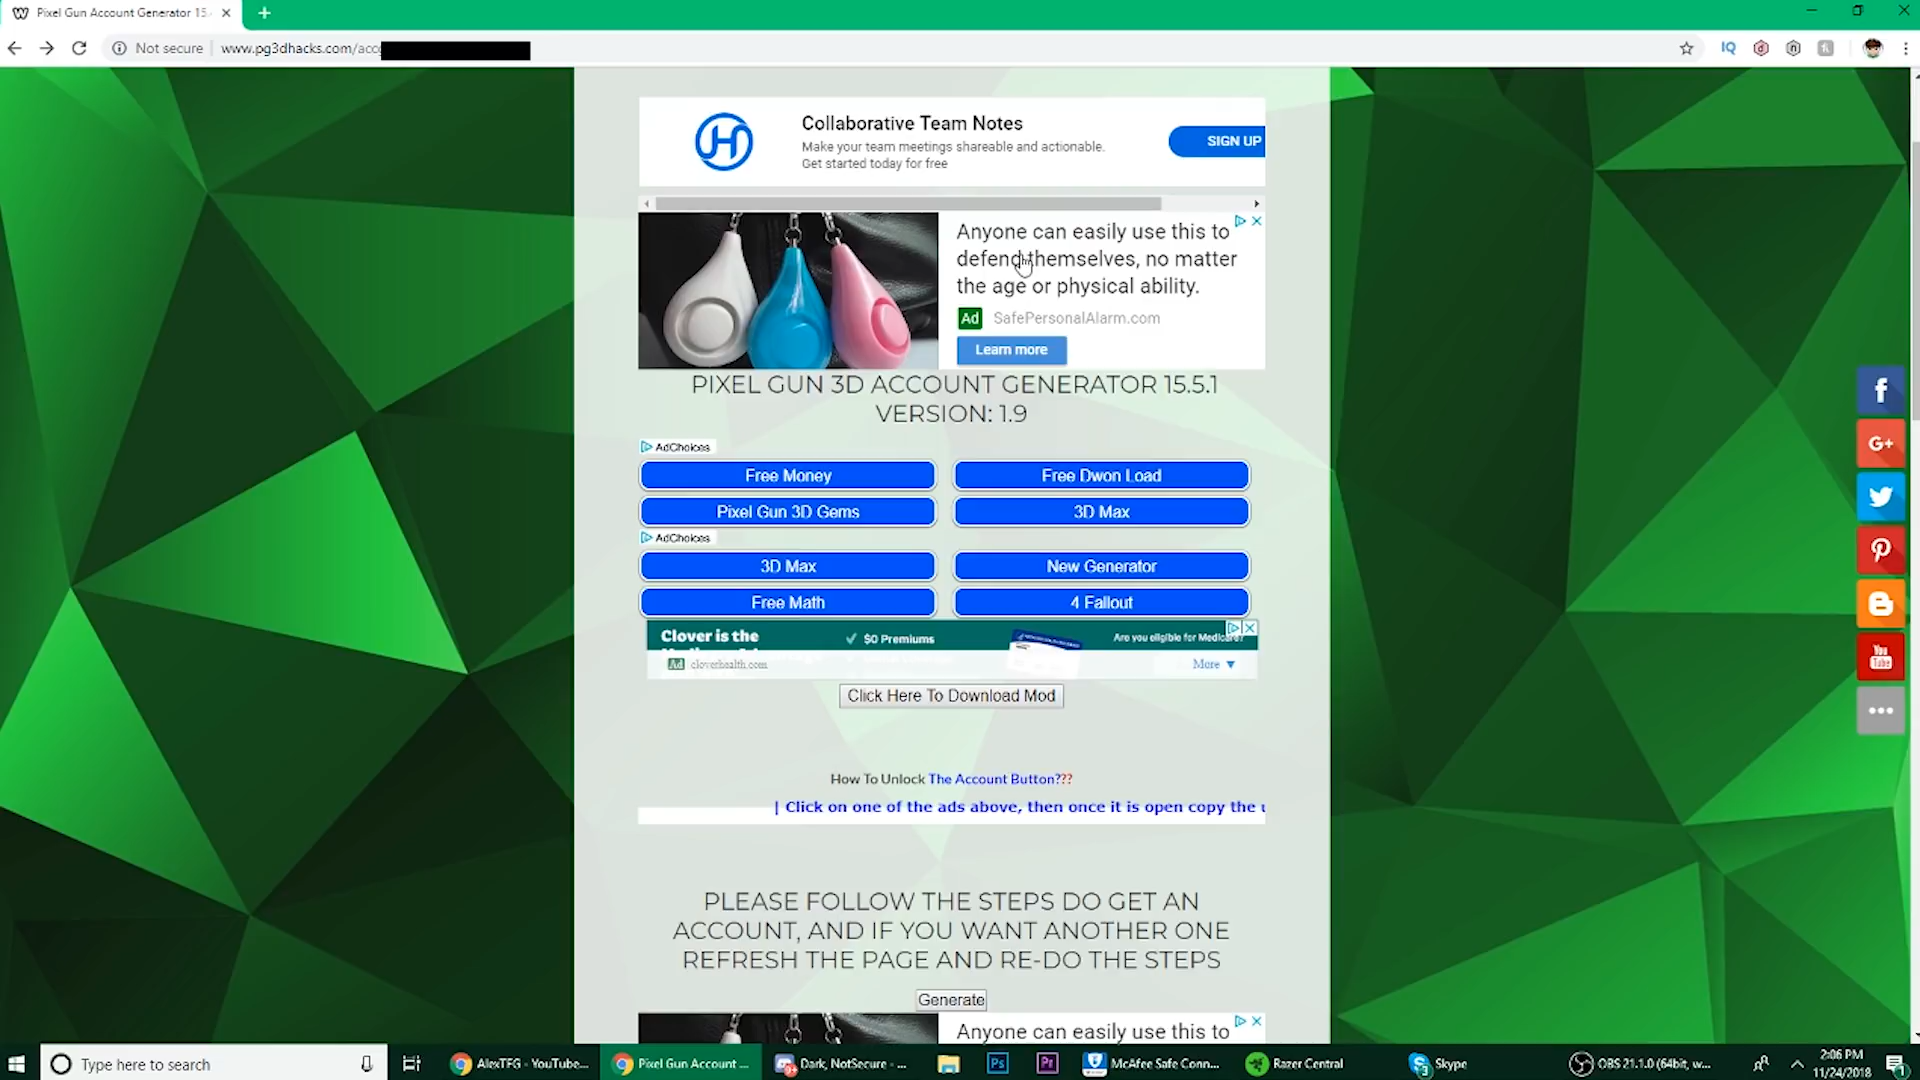 Pixel Gun Account Generator 15.
Not secure
www.pg3dhacks.com/acco
IQ
Collaborative Team Notes
Make your team meetings shareable and actionable.
Get started today for free
SIGN UP
Anyone can easily use this to
defend themselves, no matter
the age or physical ability.
Ad SafePersonalAlarm.com
Learn more
PIXEL GUN 3D ACCOUNT GENERATOR 15.5.1
VERSION: 1.9
AdChoices
Free Money
Free Dwon Load
Pixel Gun 3D Gems
3D Max
AdChoices
3D Max
New Generator
Free Math
4 Fallout
Clover is the
$0 Premiums
Are you eligible for Medicare?
Ad cloverhealth.com
More
Click Here To Download Mod
How To Unlock The Account Button???
| Click on one of the ads above, then once it is open copy the u
PLEASE FOLLOW THE STEPS DO GET AN
ACCOUNT, AND IF YOU WANT ANOTHER ONE
REFRESH THE PAGE AND RE-DO THE STEPS
Generate
Anyone can easily use this to
G+
You
Tube
Type here to search
AlexTFG - YouTube...
Pixel Gun Account ...
Dark, NotSecure - ...
Ps
Pr
McAfee Safe Conn...
Razer Central
Skype
OBS 21.1.0 (64bit, w...
2:06 PM
11/24/2018